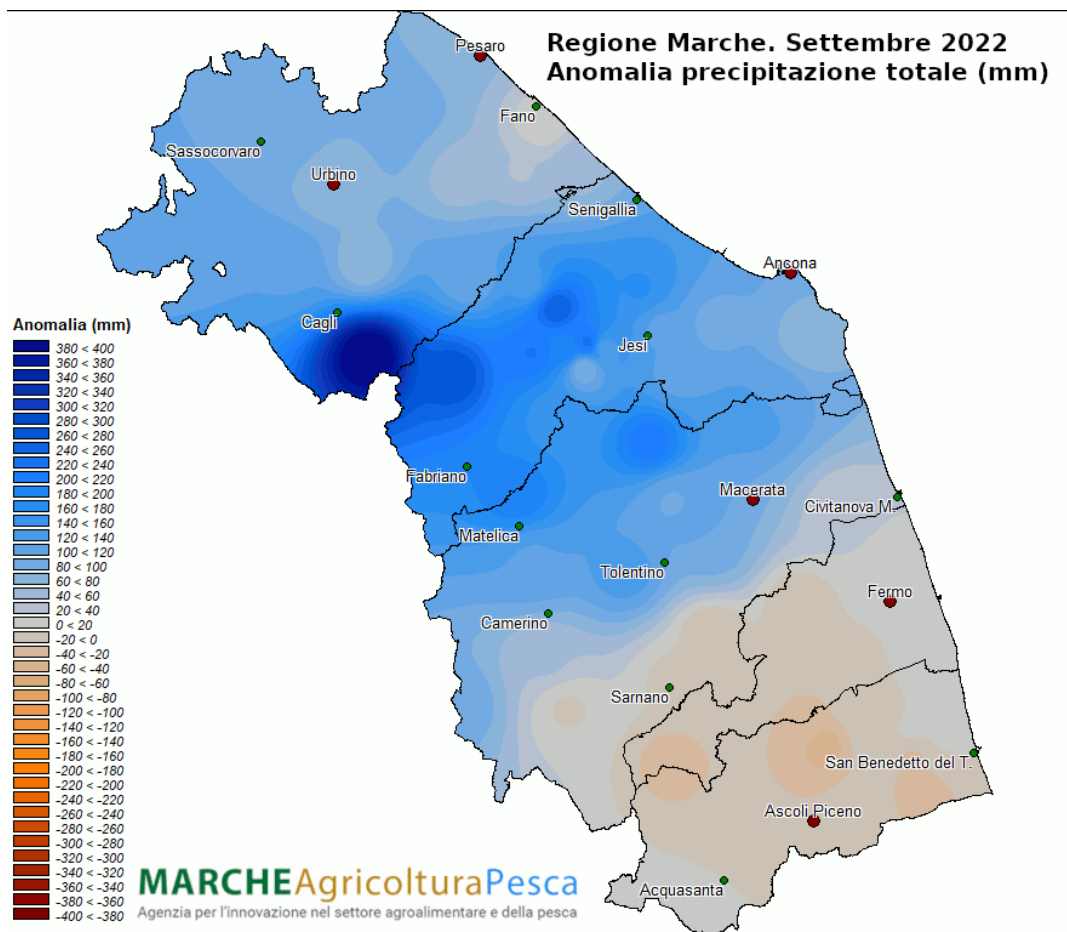 Regione Marche. Settembre 2022
Anomalia precipitazione totale (mm)
Pesaro
Fano
Sassocorvaro
Urbino
Senigallia
Ancona
Cagli
Jesi
Fabriano
Macerata
Civitanova M.
Matelica
Tolentino
Fermo
Camerino
Sarnano
San Benedetto del T.
Ascoli Piceno
Acquasanta
Anomalia (mm)
380 < 400
360 < 380
340 < 360
320 < 340
300 < 320
280 < 300
260 < 280
240 < 260
220 < 240
200 < 220
180 < 200
160 < 180
140 < 160
120 < 140
100 < 120
80 < 100
60 < 80
40 < 60
20 < 40
0 < 20
-20 < 0
-40 < -20
-60 < -40
-80 < -60
-100 < -80
-120 < -100
-140 < -120
-160 < -140
-180 < -160
-200 < -180
-220 < -200
-240 < -220
-260 < -240
-280 < -260
-300 < -280
-320 < -300
-340 < -320
-360 < -340
-380 < -360
-400 < -380
MARCHEAgricolturaPesca
Agenzia per l'innovazione nel settore agroalimentare e della pesca